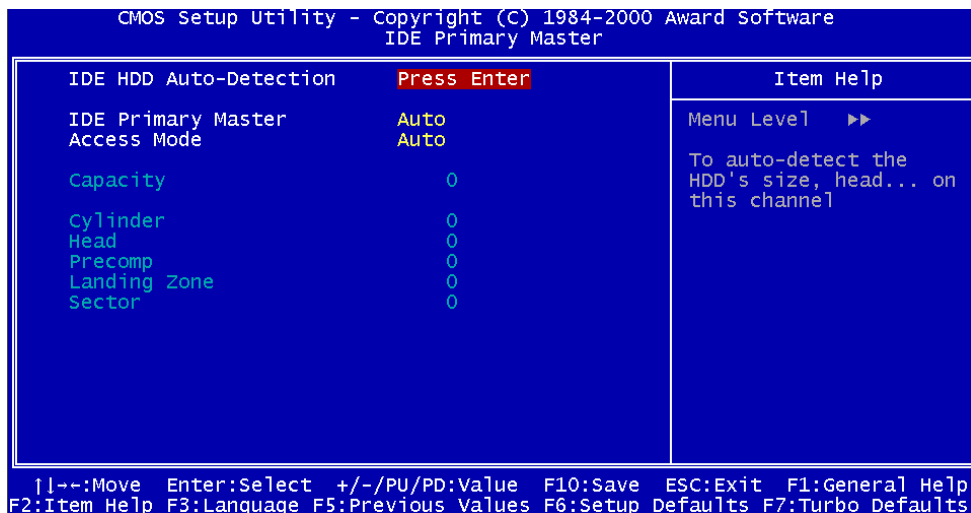 CMOS Setup Utility - Copyright (C) 1984-2000 Award Software
IDE Primary Master
IDE HDD Auto-Detection Press Enter
IDE Primary Master Auto
Access Mode Auto
Capacity 0
Cylinder 0
Head 0
Precomp 0
Landing Zone 0
Sector 0
Item Help
Menu Level ▶▶
To auto-detect the
HDD's size, head... on
this channel
↑↓→←:Move Enter:Select +/-/PU/PD:Value F10:Save ESC:Exit F1:General Help
F2:Item Help F3:Language F5:Previous Values F6:Setup Defaults F7:Turbo Defaults